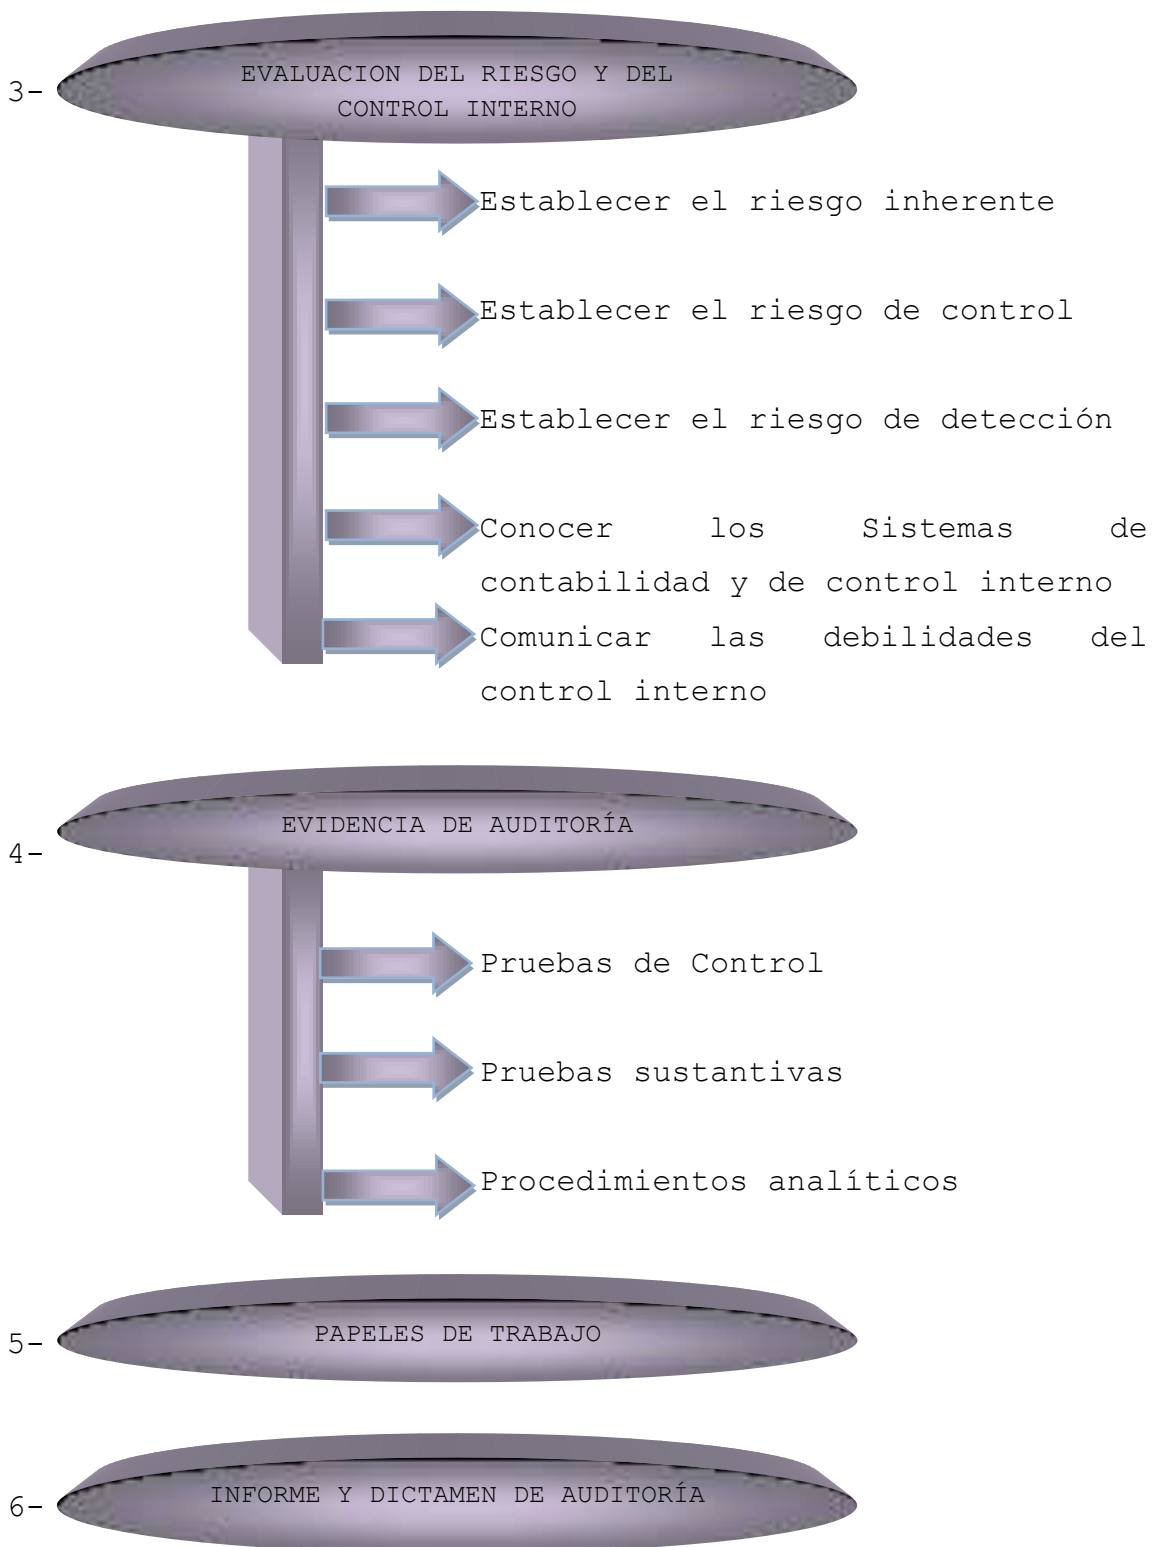 3-
EVALUACION DEL RIESGO Y DEL
CONTROL INTERNO
Establecer el riesgo inherente
Establecer el riesgo de control
Establecer el riesgo de detección
Conocer los Sistemas de
contabilidad y de control interno
Comunicar las debilidades del
control interno
4-
EVIDENCIA DE AUDITORÍA
Pruebas de Control
Pruebas sustantivas
Procedimientos analíticos
5-
PAPELES DE TRABAJO
6-
INFORME Y DICTAMEN DE AUDITORÍA